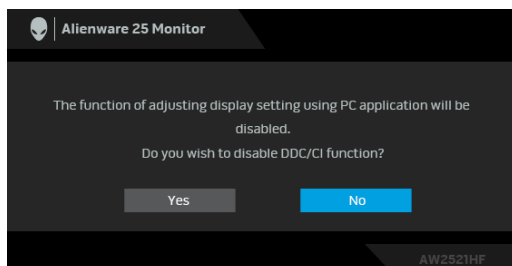 Alienware 25 Monitor
The function of adjusting display setting using PC application will be
disabled.
Do you wish to disable DDC/CI function?
Yes
No
AW2521HF